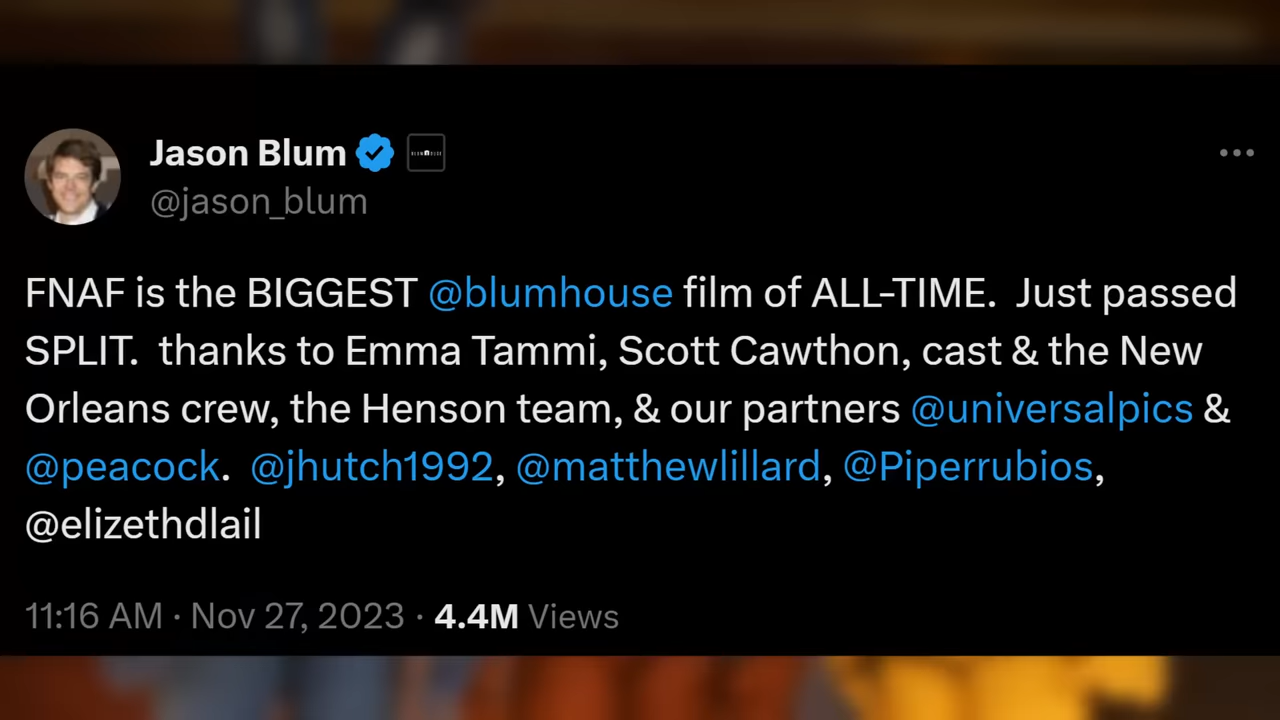 Jason Blum
@jason_blum
FNAF is the BIGGEST @blumhouse film of ALL-TIME.  Just passed
SPLIT.  thanks to Emma Tammi, Scott Cawthon, cast & the New
Orleans crew, the Henson team, & our partners @universalpics &
@peacock.  @jhutch1992, @matthewlillard, @Piperrubios,
@elizethdlail
11:16 AM · Nov 27, 2023 · 4.4M Views